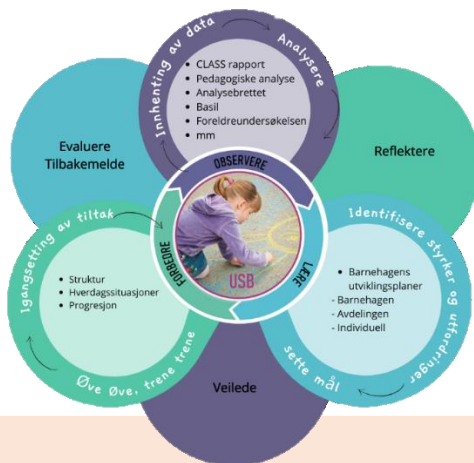 Innhenting av data
Analysere
• CLASS rapport
• Pedagogiske analyse
• Analysebrettet
• Basil
• Foreldreundersøkelsen
• mm
Evaluere
Tilbakemelde
Reflektere
OBSERVERE
LÆRE
FORBEDRE
USB
Identifisere styrker og utfordringer
sette mål
• Barnehagens
utviklingsplaner
- Barnehagen
- Avdelingen
- Individuell
Igangsetting av tiltak
• Struktur
• Hverdagssituasjoner
• Progresjon
Øve Øve, trene trene
Veilede